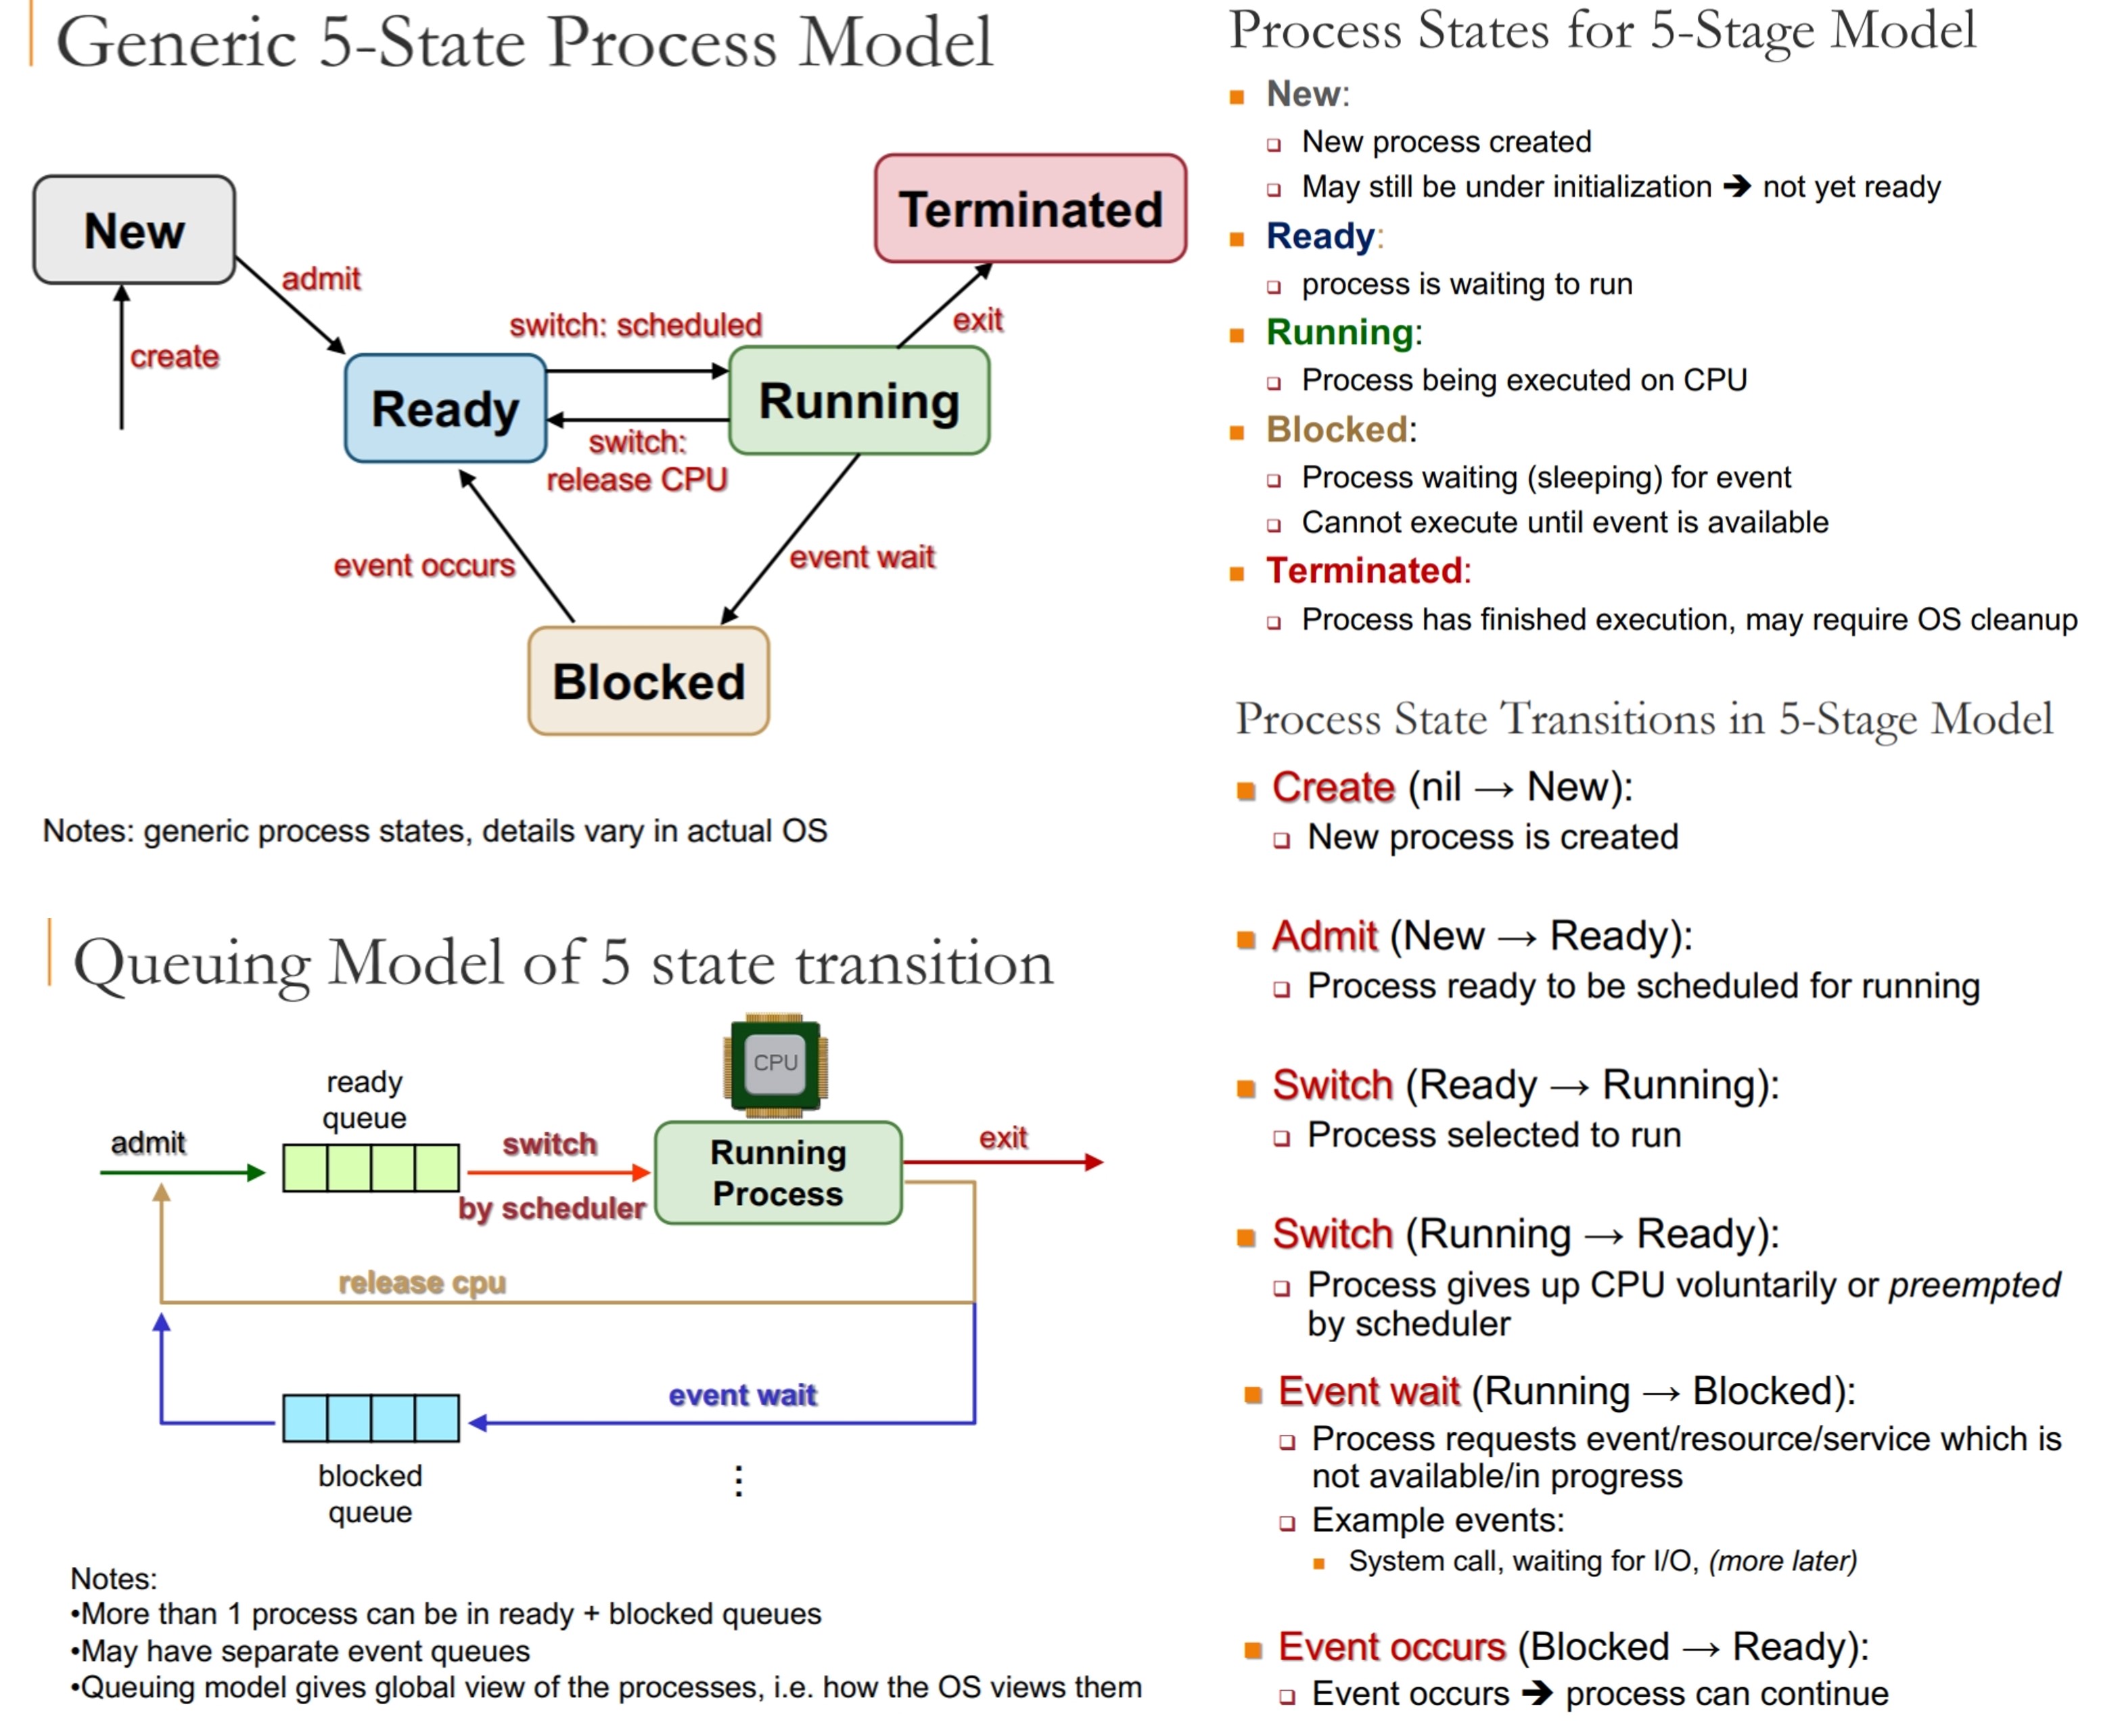 Generic 5-State Process Model
New
Terminated
admit
create
switch: scheduled
exit
Ready
Running
switch:
release CPU
event occurs
event wait
Blocked
Notes: generic process states, details vary in actual OS
Queuing Model of 5 state transition
CPU
ready
queue
admit
switch
by scheduler
Running
Process
exit
release cpu
event wait
blocked
queue
⋮
Notes:
•More than 1 process can be in ready + blocked queues
•May have separate event queues
•Queuing model gives global view of the processes, i.e. how the OS views them
Process States for 5-Stage Model
■ New:
❑ New process created
❑ May still be under initialization ➔ not yet ready
■ Ready:
❑ process is waiting to run
■ Running:
❑ Process being executed on CPU
■ Blocked:
❑ Process waiting (sleeping) for event
❑ Cannot execute until event is available
■ Terminated:
❑ Process has finished execution, may require OS cleanup
Process State Transitions in 5-Stage Model
■ Create (nil → New):
❑ New process is created
■ Admit (New → Ready):
❑ Process ready to be scheduled for running
■ Switch (Ready → Running):
❑ Process selected to run
■ Switch (Running → Ready):
❑ Process gives up CPU voluntarily or preempted
by scheduler
■ Event wait (Running → Blocked):
❑ Process requests event/resource/service which is
not available/in progress
❑ Example events:
■ System call, waiting for I/O, (more later)
■ Event occurs (Blocked → Ready):
❑ Event occurs ➔ process can continue